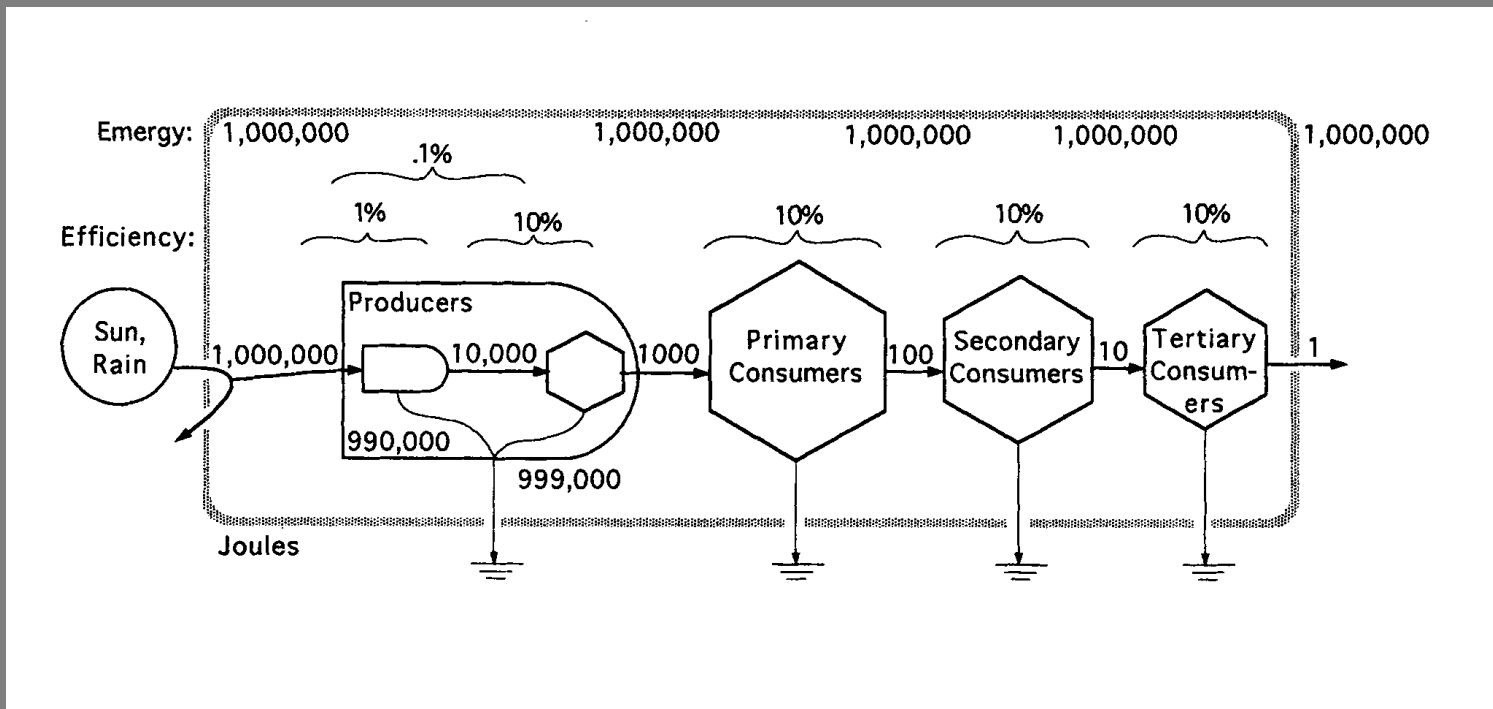 Emergy: 1,000,000 1,000,000 1,000,000 1,000,000 1,000,000
.1%
1% 10% 10% 10% 10%
Efficiency:
Producers
Sun,
Rain
1,000,000
10,000
1000
Primary
Consumers
100
Secondary
Consumers
10
Tertiary
Consum-
ers
1
990,000
999,000
Joules